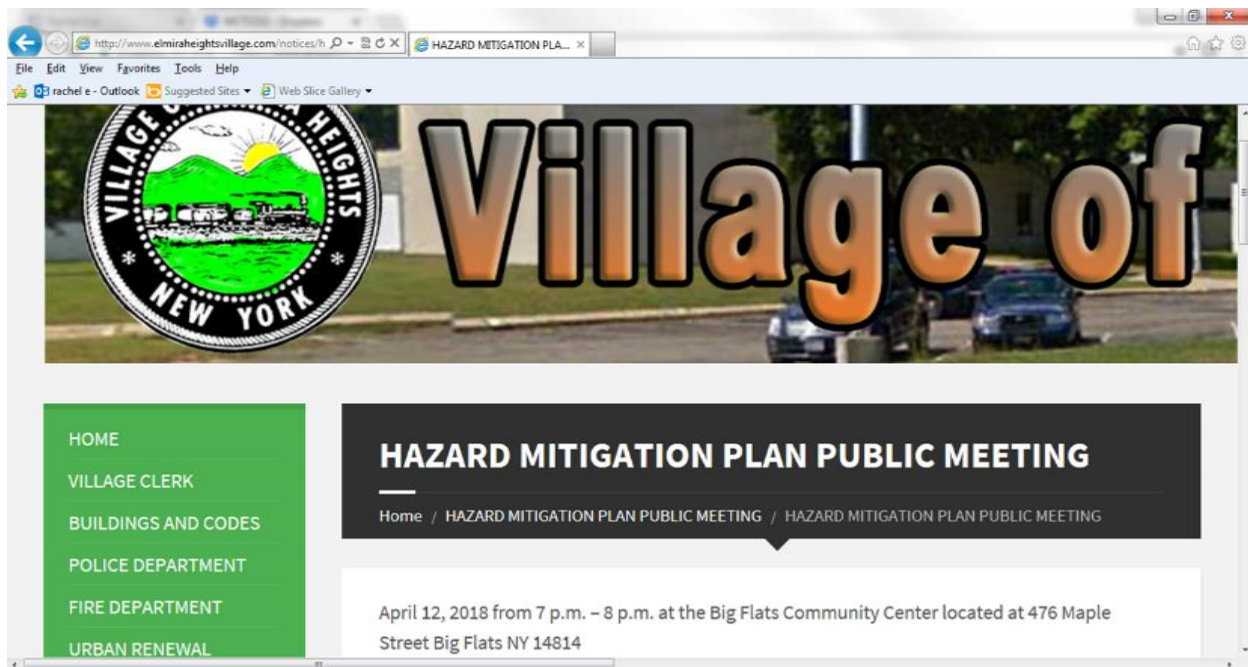 http://www.elmiraheightsvillage.com/notices/h
HAZARD MITIGATION PLA...
File Edit View Favorites Tools Help
rachel e - Outlook Suggested Sites Web Slice Gallery
VILLAGE O A HEIGHTS
* NEW YORK *
Village of
HOME
VILLAGE CLERK
BUILDINGS AND CODES
POLICE DEPARTMENT
FIRE DEPARTMENT
URBAN RENEWAL
HAZARD MITIGATION PLAN PUBLIC MEETING
Home / HAZARD MITIGATION PLAN PUBLIC MEETING / HAZARD MITIGATION PLAN PUBLIC MEETING
April 12, 2018 from 7 p.m. – 8 p.m. at the Big Flats Community Center located at 476 Maple
Street Big Flats NY 14814